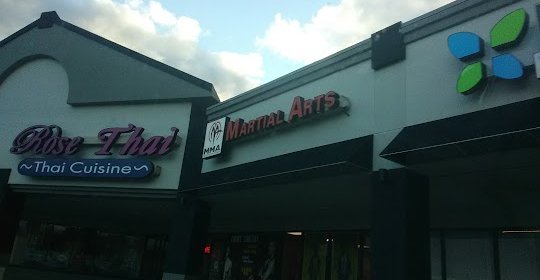 Rose Thai
~Thai Cuisine~
MMA
MARTIAL ARTS